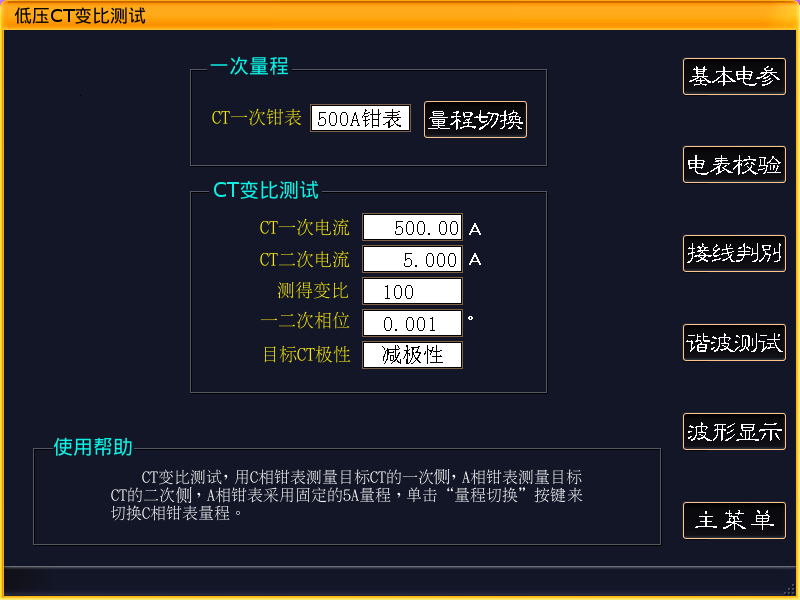 低压CT变比测试
一次量程
CT一次钳表 500A钳表 量程切换
CT变比测试
CT一次电流 500.00 A
CT二次电流 5.000 A
测得变比 100
一二次相位 0.001 °
目标CT极性 减极性
基本电参
电表校验
接线判别
谐波测试
波形显示
主菜单
使用帮助
CT变比测试，用C相钳表测量目标CT的一次侧，A相钳表测量目标
CT的二次侧，A相钳表采用固定的5A量程，单击“量程切换”按键来
切换C相钳表量程。